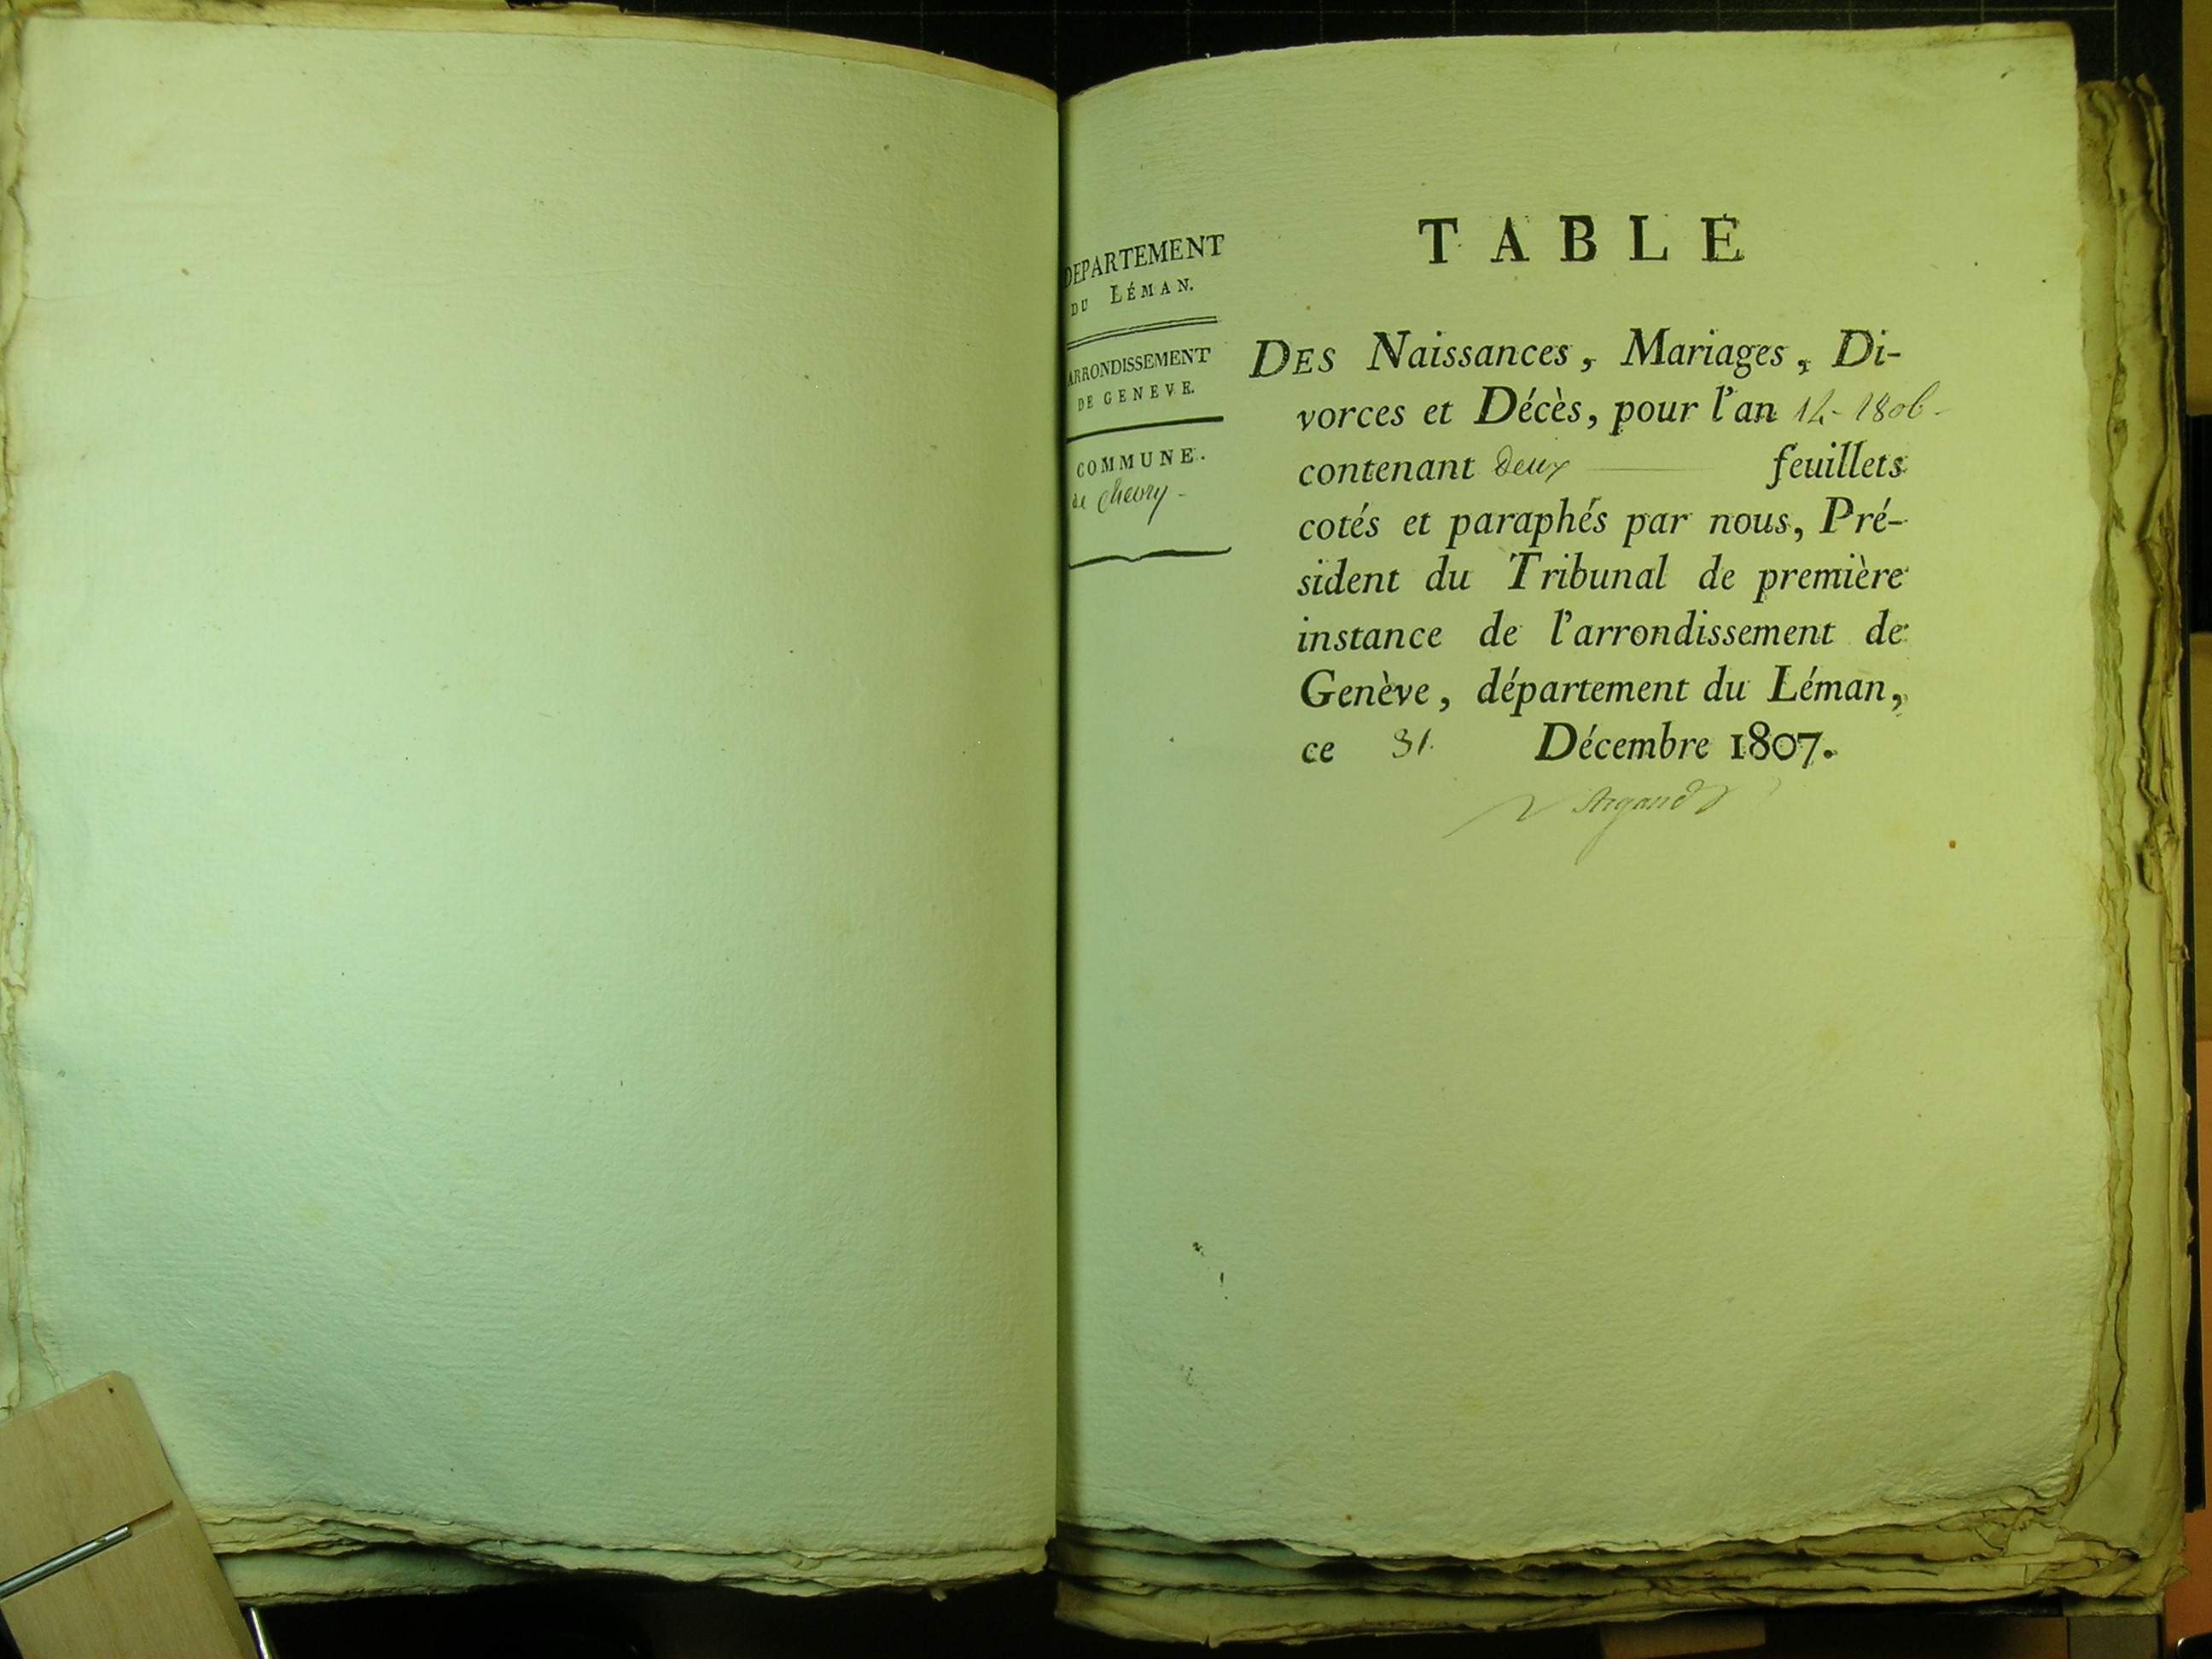 DEPARTEMENT
DU LÉMAN.
ARRONDISSEMENT
DE GENEVE.
COMMUNE.
de chevry -
TABLE
DES Naissances, Mariages, Di-
vorces et Décès, pour l'an 14-1806-
contenant deux feuillets
cotés et paraphés par nous, Pré-
sident du Tribunal de première
instance de l'arrondissement de
Genève, département du Léman,
ce 31. Décembre 1807.
Argand